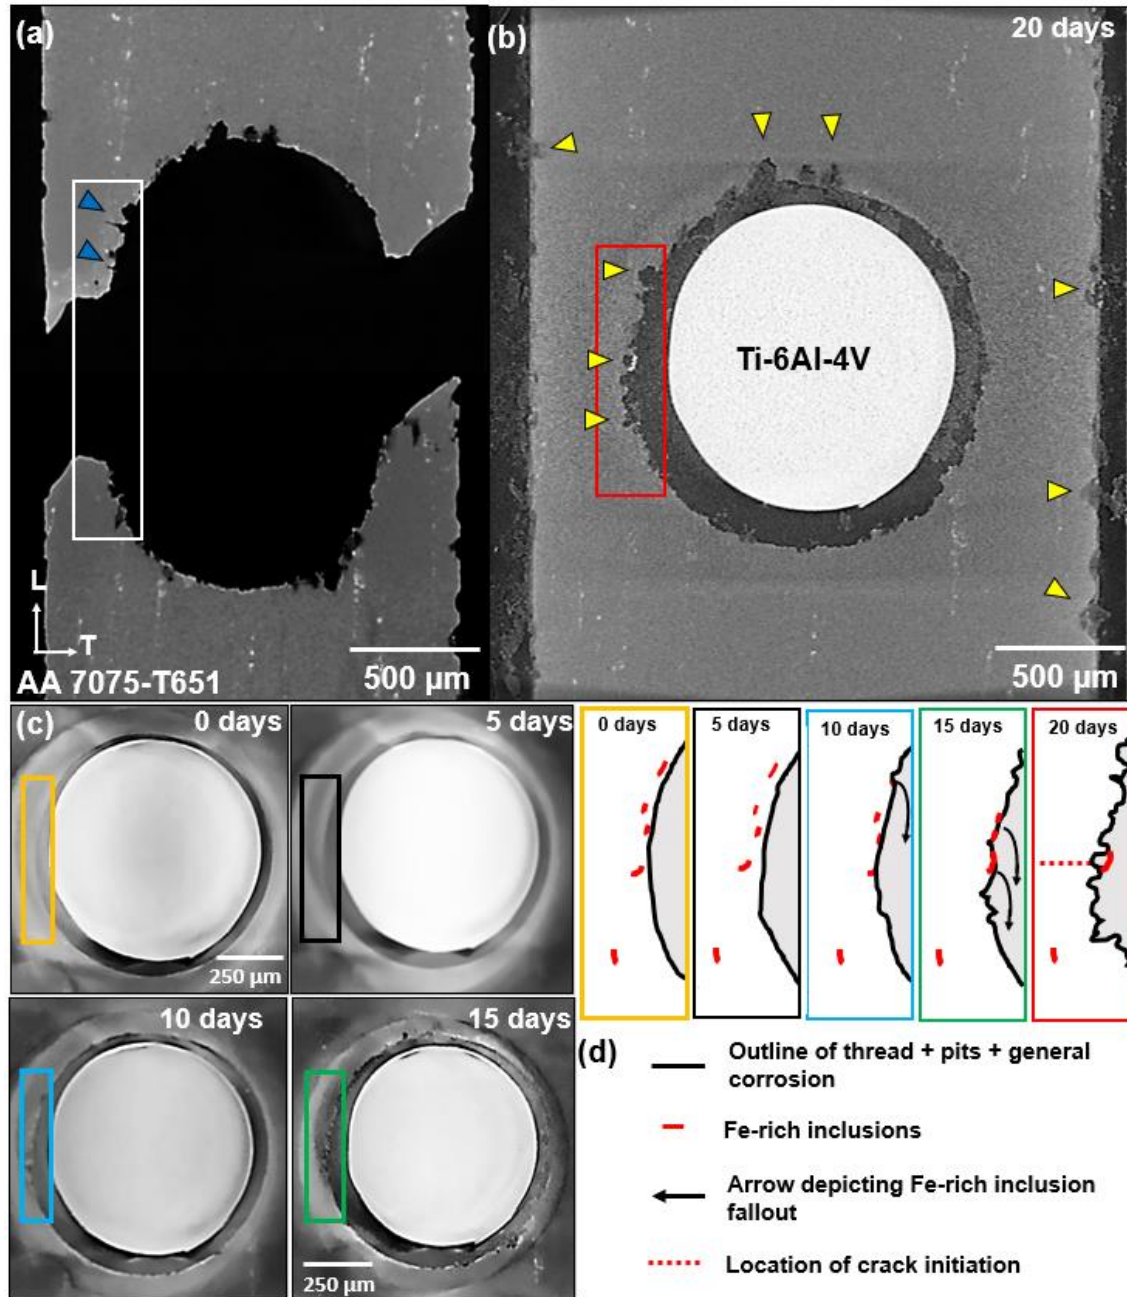 (a)
(b)
20 days
Ti-6Al-4V
L
T
AA 7075-T651
500 µm
500 µm
(c)
0 days
5 days
250 µm
10 days
15 days
250 µm
0 days
5 days
10 days
15 days
20 days
(d)
Outline of thread + pits + general
corrosion
Fe-rich inclusions
Arrow depicting Fe-rich inclusion
fallout
Location of crack initiation